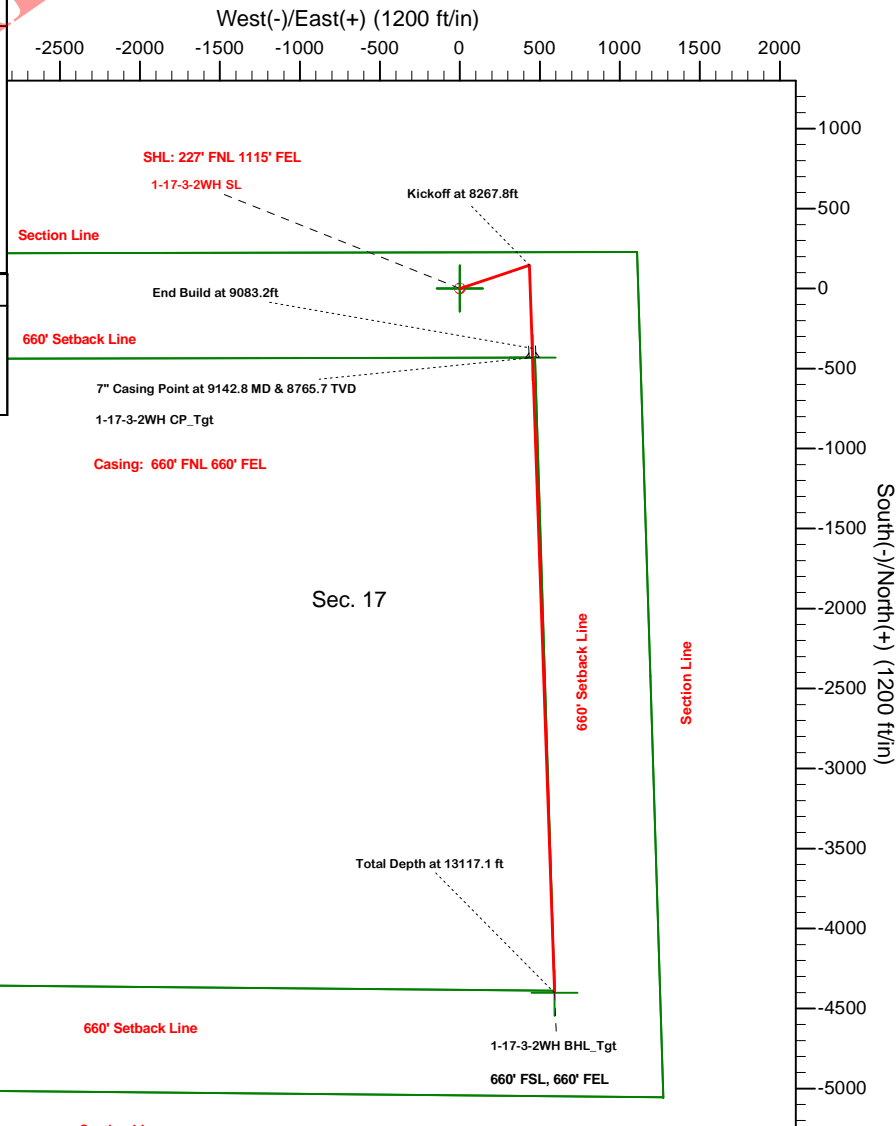 West(-)/East(+) (1200 ft/in)
-2500 -2000 -1500 -1000 -500 0 500 1000 1500 2000
1000
SHL: 227' FNL 1115' FEL
1-17-3-2WH SL
Kickoff at 8267.8ft
500
Section Line
0
End Build at 9083.2ft
660' Setback Line
-500
7" Casing Point at 9142.8 MD & 8765.7 TVD
1-17-3-2WH CP_Tgt
-1000
Casing: 660' FNL 660' FEL
-1500
Sec. 17
-2000
660' Setback Line
Section Line
South(-)/North(+) (1200 ft/in)
-2500
-3000
-3500
Total Depth at 13117.1 ft
-4000
-4500
660' Setback Line
1-17-3-2WH BHL_Tgt
660' FSL, 660' FEL
-5000